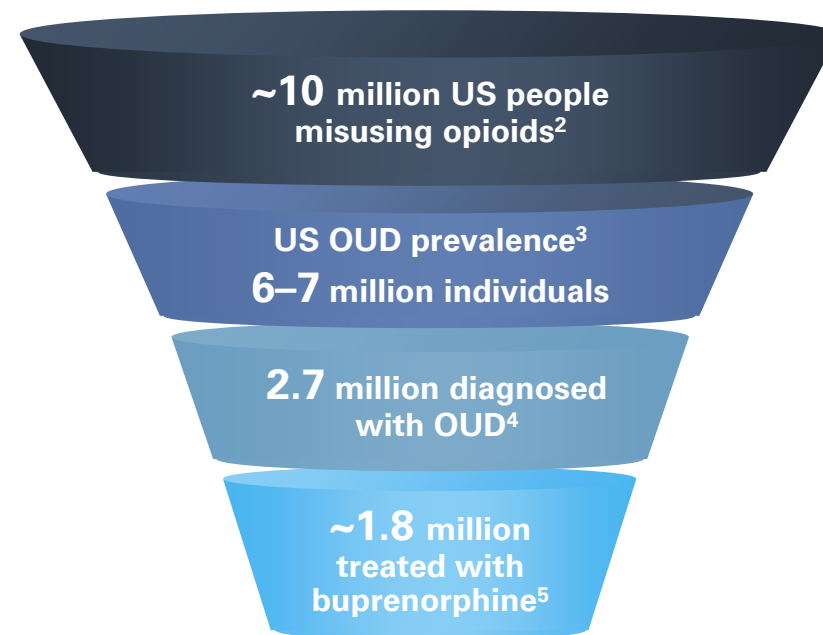 ~10 million US people
misusing opioids²
US OUD prevalence³
6–7 million individuals
2.7 million diagnosed
with OUD⁴
~1.8 million
treated with
buprenorphine⁵